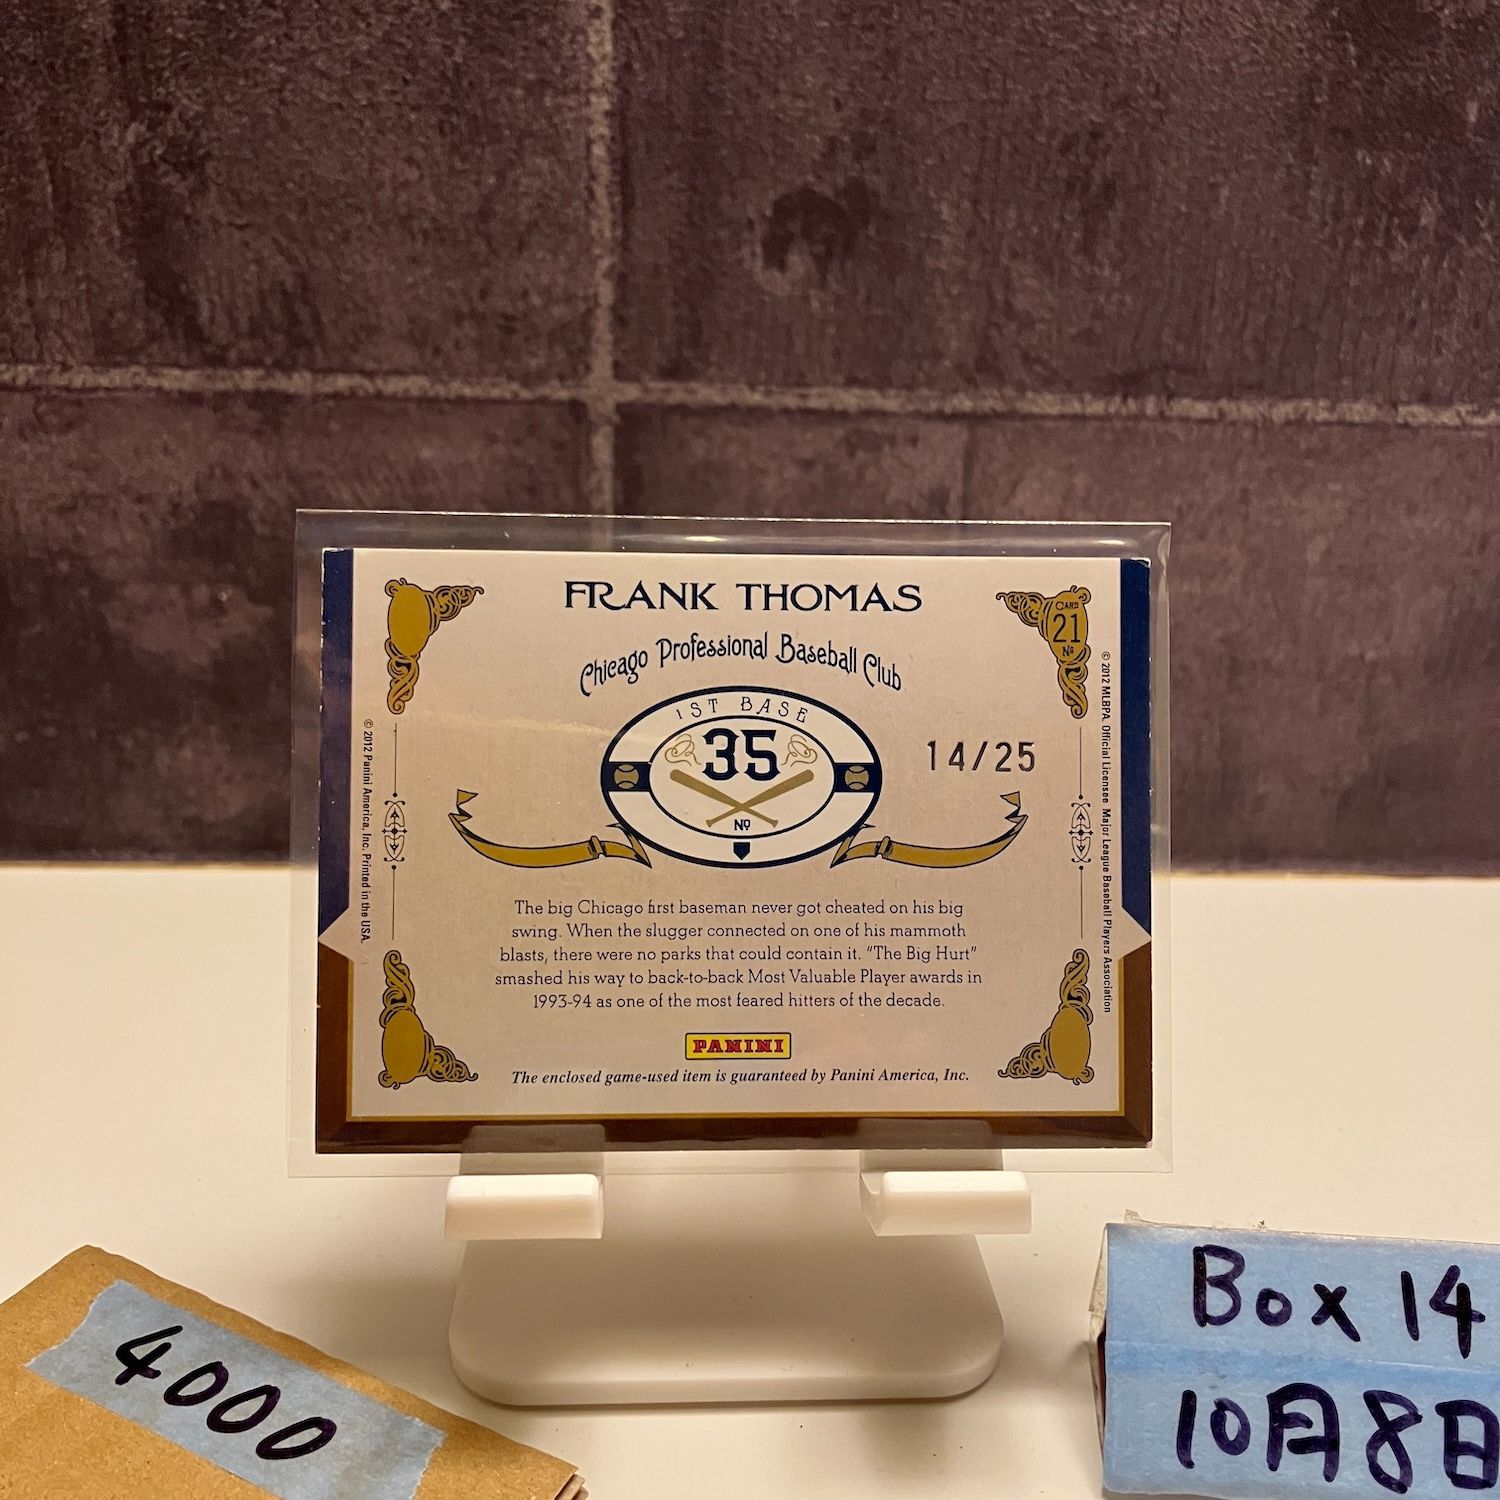 FRANK THOMAS
Chicago Professional Baseball Club
CARD
21
No
1ST BASE
35
No
14/25
© 2012 Panini America, Inc. Printed in the USA.
© 2012 MLBPA. Official Licensee Major League Baseball Players Association
The big Chicago first baseman never got cheated on his big
swing. When the slugger connected on one of his mammoth
blasts, there were no parks that could contain it. "The Big Hurt"
smashed his way to back-to-back Most Valuable Player awards in
1993-94 as one of the most feared hitters of the decade.
PANINI
The enclosed game-used item is guaranteed by Panini America, Inc.
4000
Box 14
10月8日